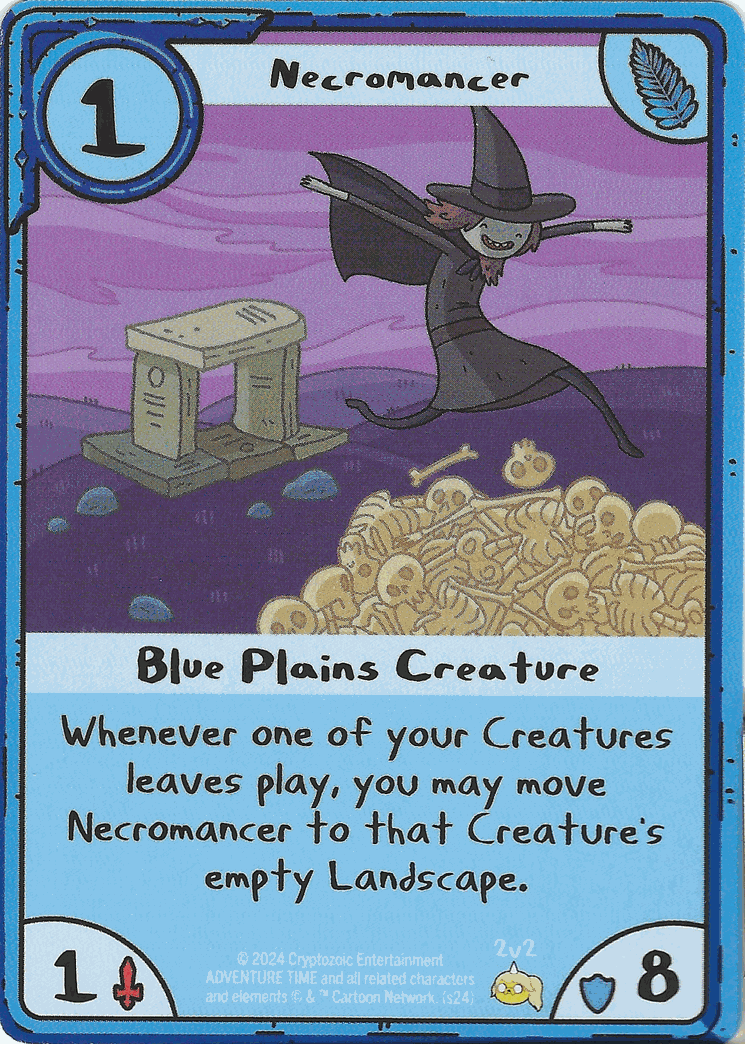 1
Necromancer
Blue Plains Creature
Whenever one of your Creatures
leaves play, you may move
Necromancer to that Creature's
empty Landscape.
1
© 2024 Cryptozoic Entertainment
ADVENTURE TIME and all related characters
and elements © & ™ Cartoon Network. (s24)
2v2
8